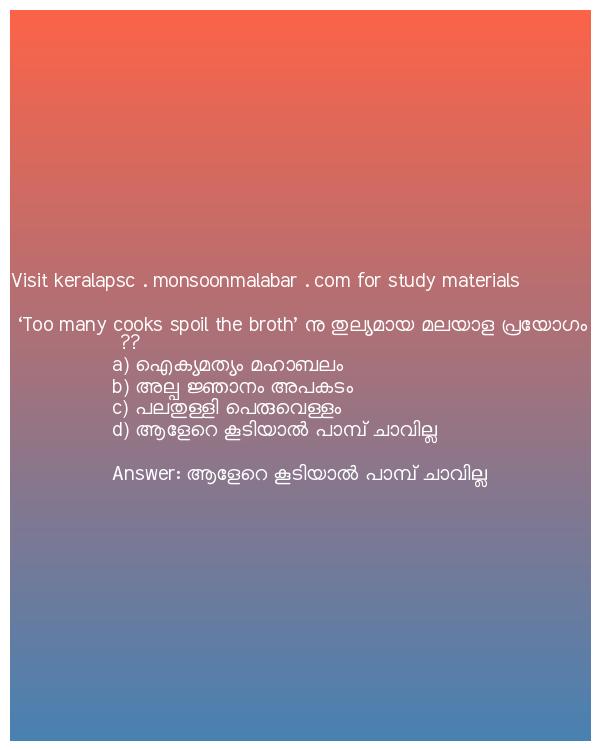 Visit keralapsc . monsoonmalabar . com for study materials
‘Too many cooks spoil the broth’ നു തുല്യമായ മലയാള പ്രയോഗം
??
a) ഐക്യമത്യം മഹാബലം
b) അല്പ ജ്ഞാനം അപകടം
c) പലതുള്ളി പെരുവെള്ളം
d) ആളേറെ കൂടിയാൽ പാമ്പ് ചാവില്ല
Answer: ആളേറെ കൂടിയാൽ പാമ്പ് ചാവില്ല